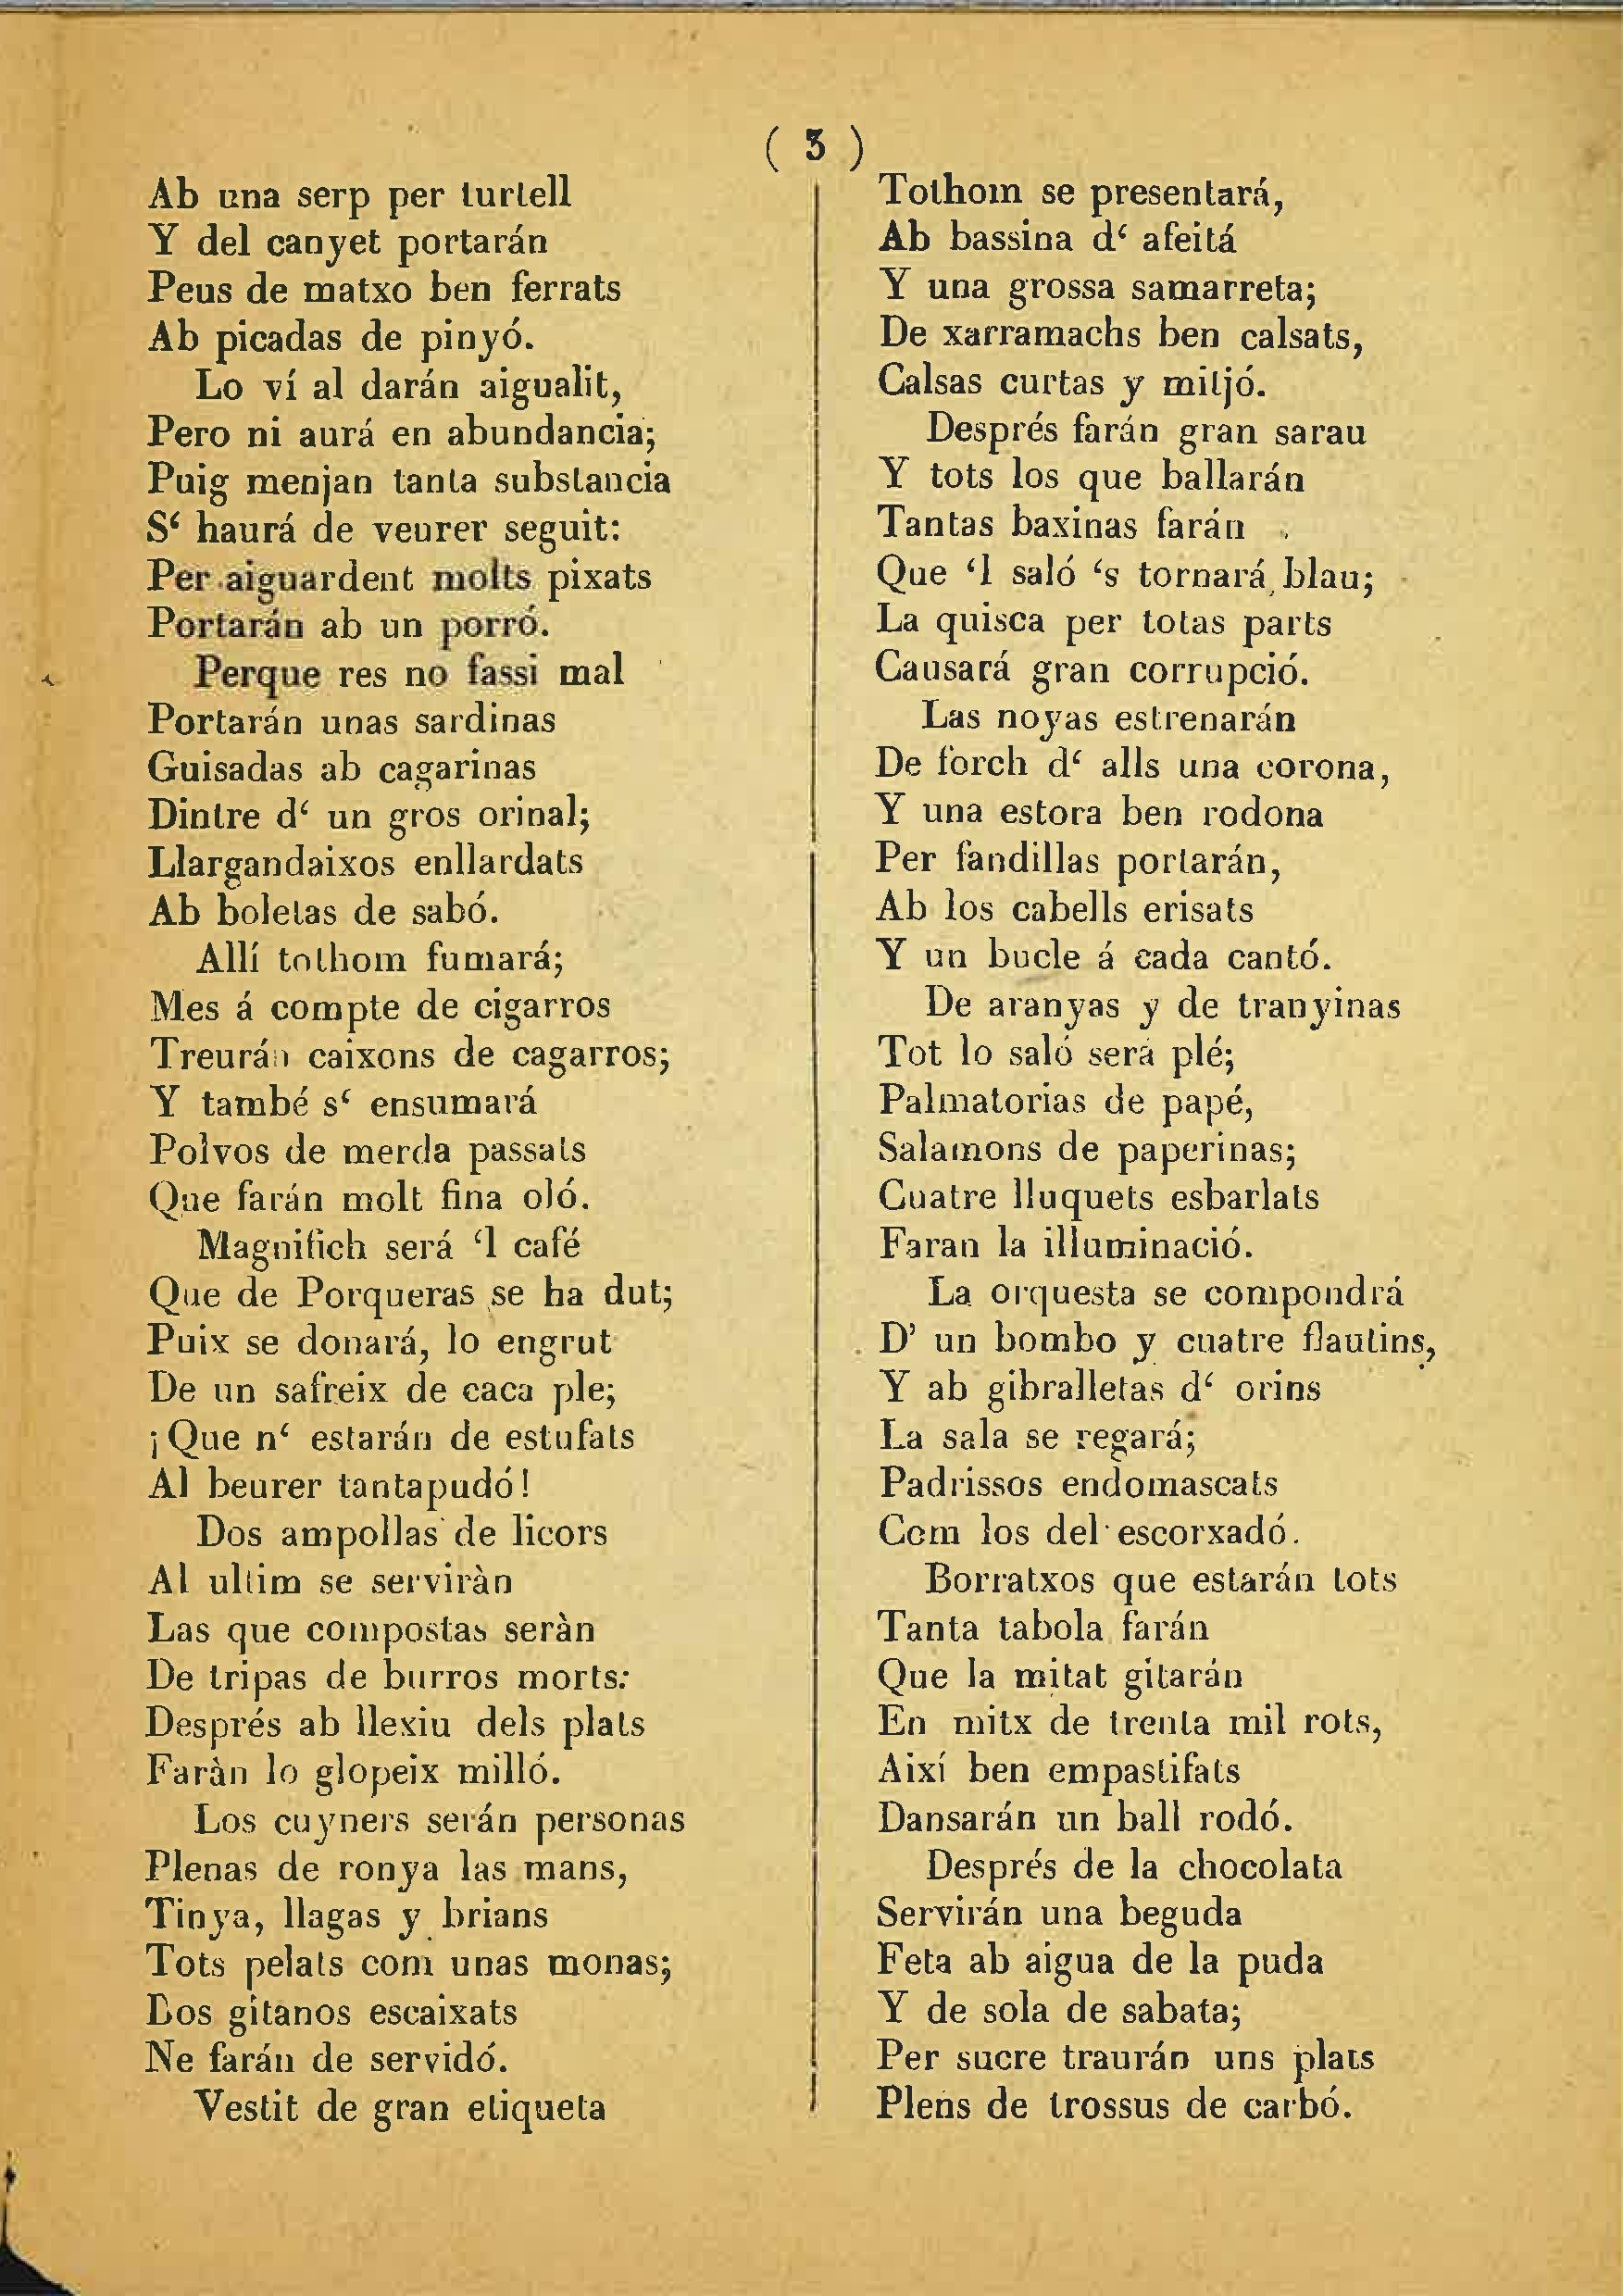 ( 3 )
Ab una serp per turtell
Y del canyet portarán
Peus de matxo ben ferrats
Ab picadas de pinyó.
Lo ví al darán aigualit,
Pero ni aurá en abundancia;
Puig menjan tanta substancia
S‘ haurá de veurer seguit:
Per aiguardent molts pixats
Portarán ab un porró.
Perque res no fassi mal
Portarán unas sardinas
Guisadas ab cagarinas
Dintre d‘ un gros orinal;
Llargandaixos enllardats
Ab boletas de sabó.
Allí tothom fumará;
Mes á compte de cigarros
Treurán caixons de cagarros;
Y també s‘ ensumará
Polvos de merda passats
Que farán molt fina oló.
Magnifich será ‘l café
Que de Porqueras se ha dut;
Puix se donará, lo engrut
De un safreix de caca ple;
¡Que n‘ estarán de estufats
Al beurer tantapudó!
Dos ampollas de licors
Al ultim se serviràn
Las que compostas seràn
De tripas de burros morts:
Després ab llexiu dels plats
Faràn lo glopeix milló.
Los cuyners serán personas
Plenas de ronya las mans,
Tinya, llagas y brians
Tots pelats com unas monas;
Dos gitanos escaixats
Ne farán de servidó.
Vestit de gran etiqueta
Tothom se presentará,
Ab bassina d‘ afeitá
Y una grossa samarreta;
De xarramachs ben calsats,
Calsas curtas y mitjó.
Després farán gran sarau
Y tots los que ballarán
Tantas baxinas farán
Que ‘l saló ‘s tornará blau;
La quisca per totas parts
Causará gran corrupció.
Las noyas estrenarán
De forch d‘ alls una corona,
Y una estora ben rodona
Per fandillas portarán,
Ab los cabells erisats
Y un bucle á cada cantó.
De aranyas y de tranyinas
Tot lo saló será plé;
Palmatorias de papé,
Salamons de paperinas;
Cuatre lluquets esbarlats
Faran la illuminació.
La orquesta se compondrá
D’ un bombo y cuatre flautins,
Y ab gibralletas d‘ orins
La sala se regará;
Padrissos endomascats
Com los del escorxadó.
Borratxos que estarán tots
Tanta tabola farán
Que la mitat gitarán
En mitx de trenta mil rots,
Així ben empastifats
Dansarán un ball rodó.
Després de la chocolata
Servirán una beguda
Feta ab aigua de la puda
Y de sola de sabata;
Per sucre traurán uns plats
Plens de trossus de carbó.